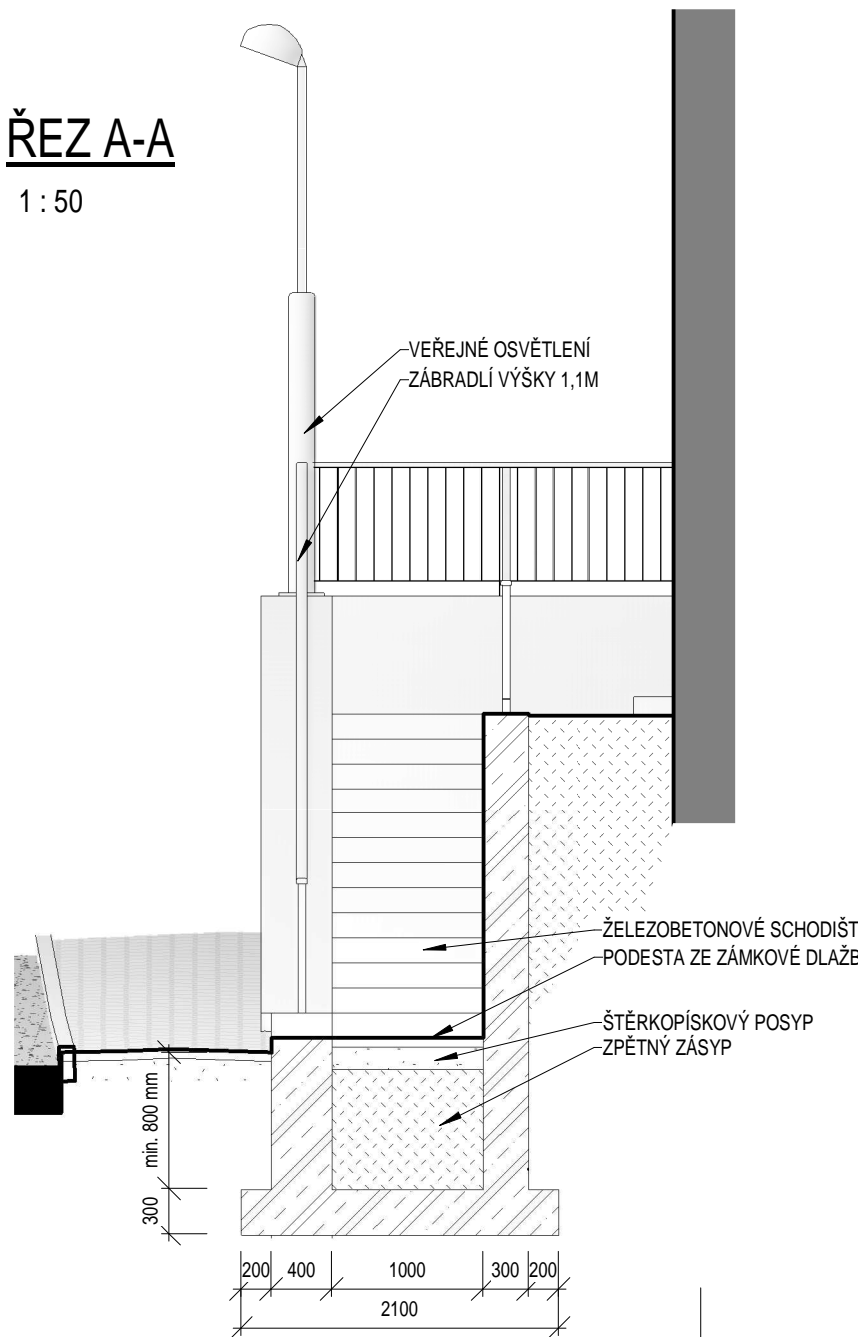 ŘEZ A-A
1 : 50
VEŘEJNÉ OSVĚTLENÍ
ZÁBRADLÍ VÝŠKY 1,1M
ŽELEZOBETONOVÉ SCHODIŠT
PODESTA ZE ZÁMKOVÉ DLAŽB
ŠTĚRKOPÍSKOVÝ POSYP
ZPĚTNÝ ZÁSYP
min. 800 mm
300
200 400 1000 300 200
2100